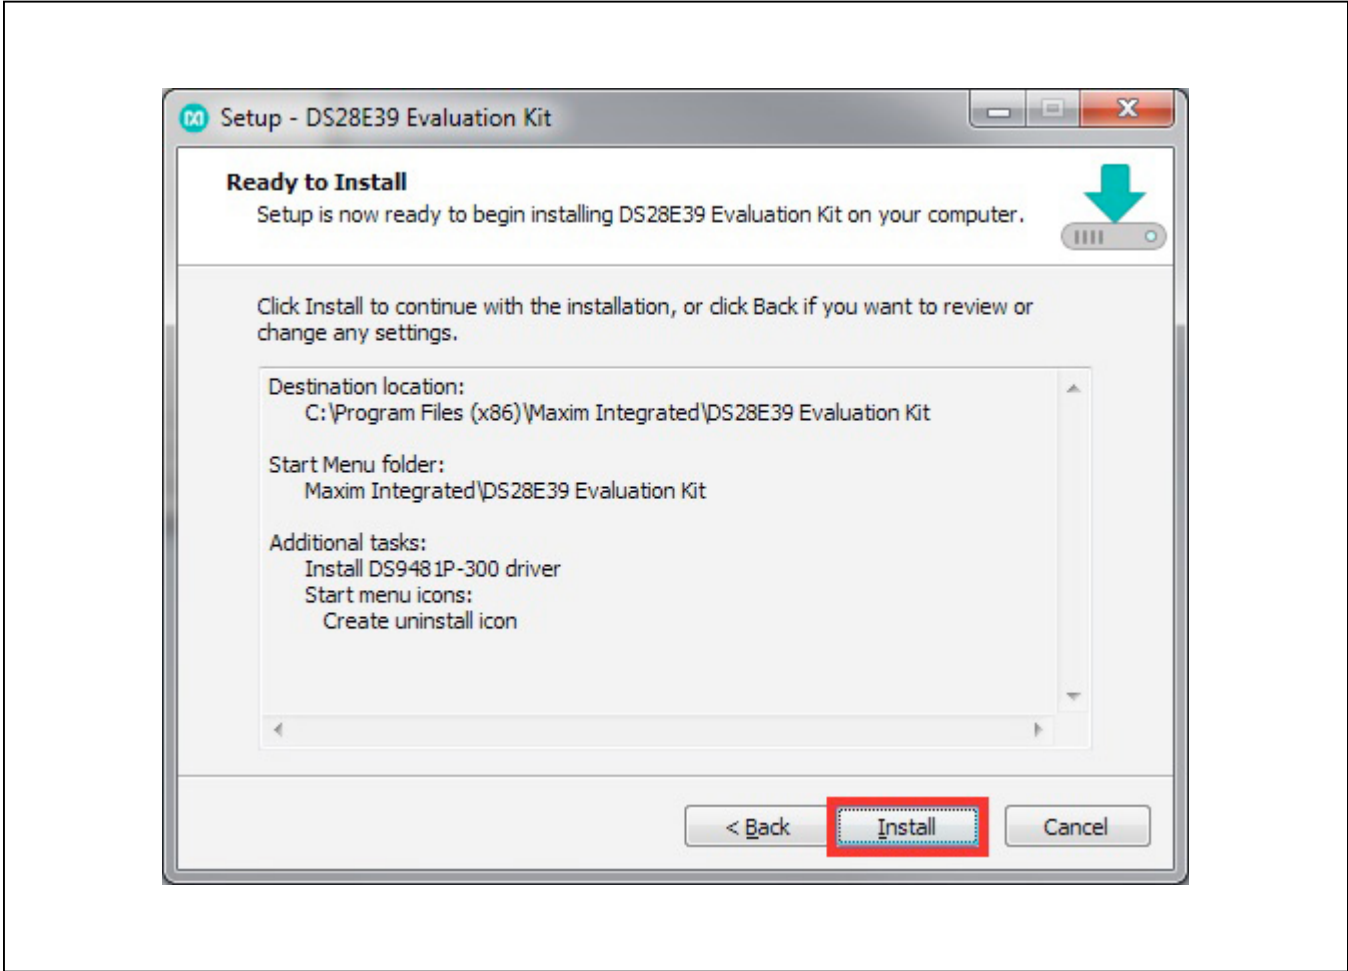 Setup - DS28E39 Evaluation Kit
Ready to Install
Setup is now ready to begin installing DS28E39 Evaluation Kit on your computer.
Click Install to continue with the installation, or click Back if you want to review or
change any settings.
Destination location:
C:\Program Files (x86)\Maxim Integrated\DS28E39 Evaluation Kit
Start Menu folder:
Maxim Integrated\DS28E39 Evaluation Kit
Additional tasks:
Install DS9481P-300 driver
Start menu icons:
Create uninstall icon
< Back Install Cancel